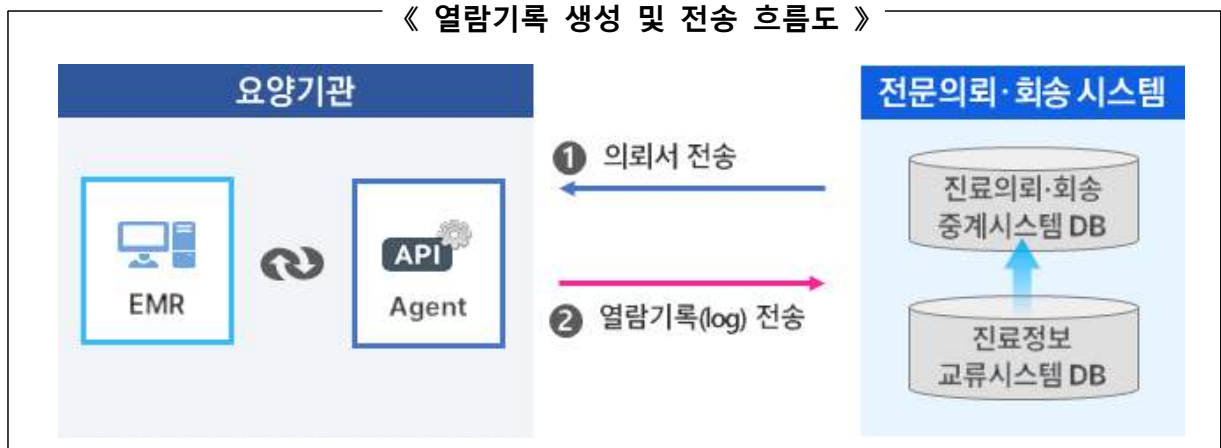 《 열람기록 생성 및 전송 흐름도 》
요양기관
전문의뢰·회송 시스템
❶ 의뢰서 전송
진료의뢰·회송
중계시스템 DB
EMR
API
Agent
❷ 열람기록(log) 전송
진료정보
교류시스템 DB